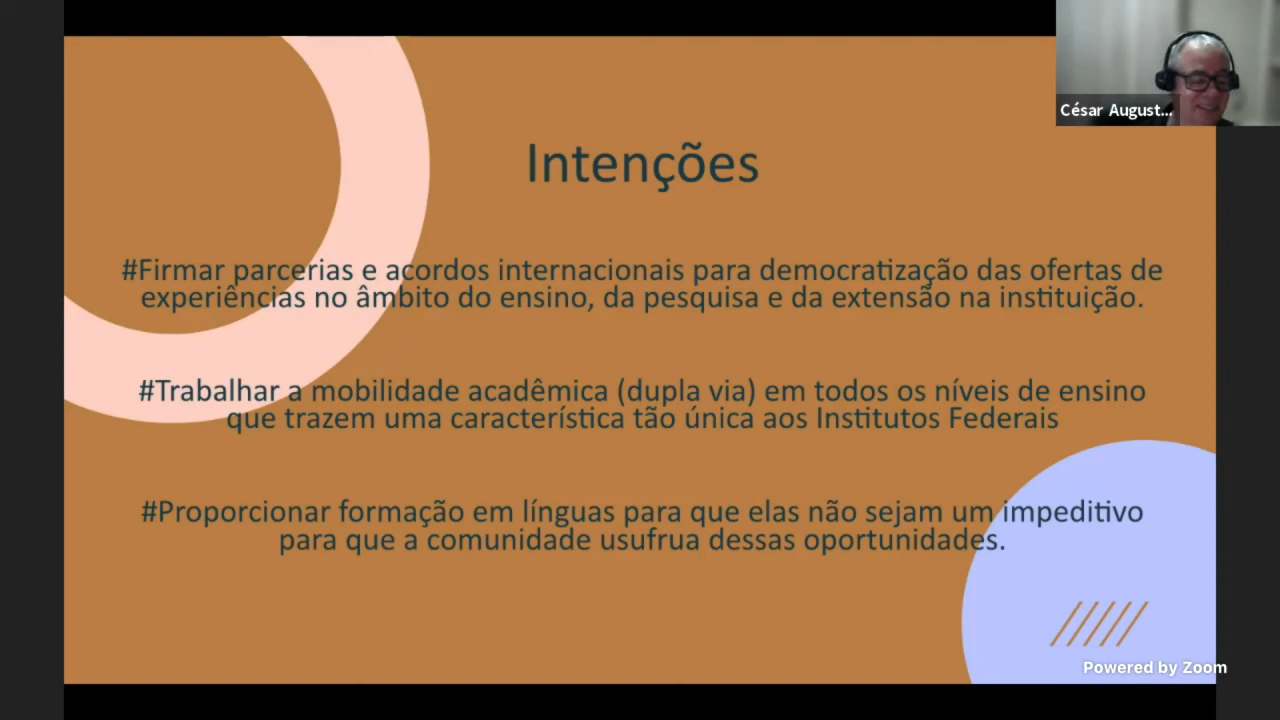 César August...
Intenções
#Firmar parcerias e acordos internacionais para democratização das ofertas de
experiências no âmbito do ensino, da pesquisa e da extensão na instituição.
#Trabalhar a mobilidade acadêmica (dupla via) em todos os níveis de ensino
que trazem uma característica tão única aos Institutos Federais
#Proporcionar formação em línguas para que elas não sejam um impeditivo
para que a comunidade usufrua dessas oportunidades.
Powered by Zoom